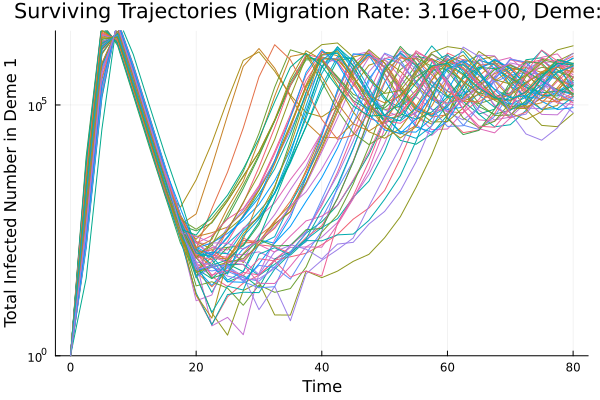 Surviving Trajectories (Migration Rate: 3.16e+00, Deme:
Total Infected Number in Deme 1
10⁵
10⁰
0 20 40 60 80
Time